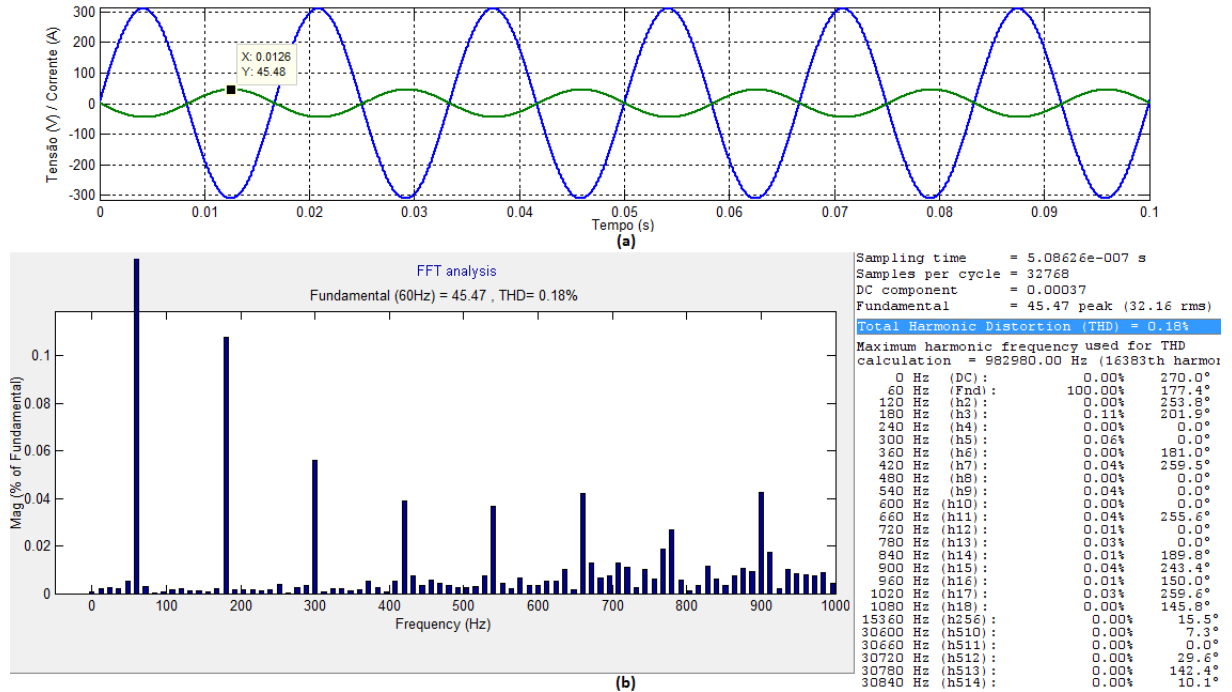 300
200
100
0
-100
-200
-300
Tensão (V) / Corrente (A)
X: 0.0126
Y: 45.48
0 0.01 0.02 0.03 0.04 0.05 0.06 0.07 0.08 0.09 0.1
Tempo (s)
(a)
FFT analysis
Fundamental (60Hz) = 45.47 , THD= 0.18%
0.1
0.08
0.06
0.04
0.02
0
Mag (% of Fundamental)
0 100 200 300 400 500 600 700 800 900 1000
Frequency (Hz)
Sampling time = 5.08626e-007 s
Samples per cycle = 32768
DC component = 0.00037
Fundamental = 45.47 peak (32.16 rms)
Total Harmonic Distortion (THD) = 0.18%
Maximum harmonic frequency used for THD
calculation = 982980.00 Hz (16383th harmon
0 Hz (DC): 0.00% 270.0°
60 Hz (Fnd): 100.00% 177.4°
120 Hz (h2): 0.00% 253.8°
180 Hz (h3): 0.11% 201.9°
240 Hz (h4): 0.00% 0.0°
300 Hz (h5): 0.06% 0.0°
360 Hz (h6): 0.00% 181.0°
420 Hz (h7): 0.04% 259.5°
480 Hz (h8): 0.00% 0.0°
540 Hz (h9): 0.04% 0.0°
600 Hz (h10): 0.00% 0.0°
660 Hz (h11): 0.04% 255.6°
720 Hz (h12): 0.01% 0.0°
780 Hz (h13): 0.03% 0.0°
840 Hz (h14): 0.01% 189.8°
900 Hz (h15): 0.04% 243.4°
960 Hz (h16): 0.01% 150.0°
1020 Hz (h17): 0.03% 259.6°
1080 Hz (h18): 0.00% 145.8°
15360 Hz (h256): 0.00% 15.5°
30600 Hz (h510): 0.00% 7.3°
30660 Hz (h511): 0.00% 0.0°
30720 Hz (h512): 0.00% 29.6°
30780 Hz (h513): 0.00% 142.4°
30840 Hz (h514): 0.00% 10.1°
(b)